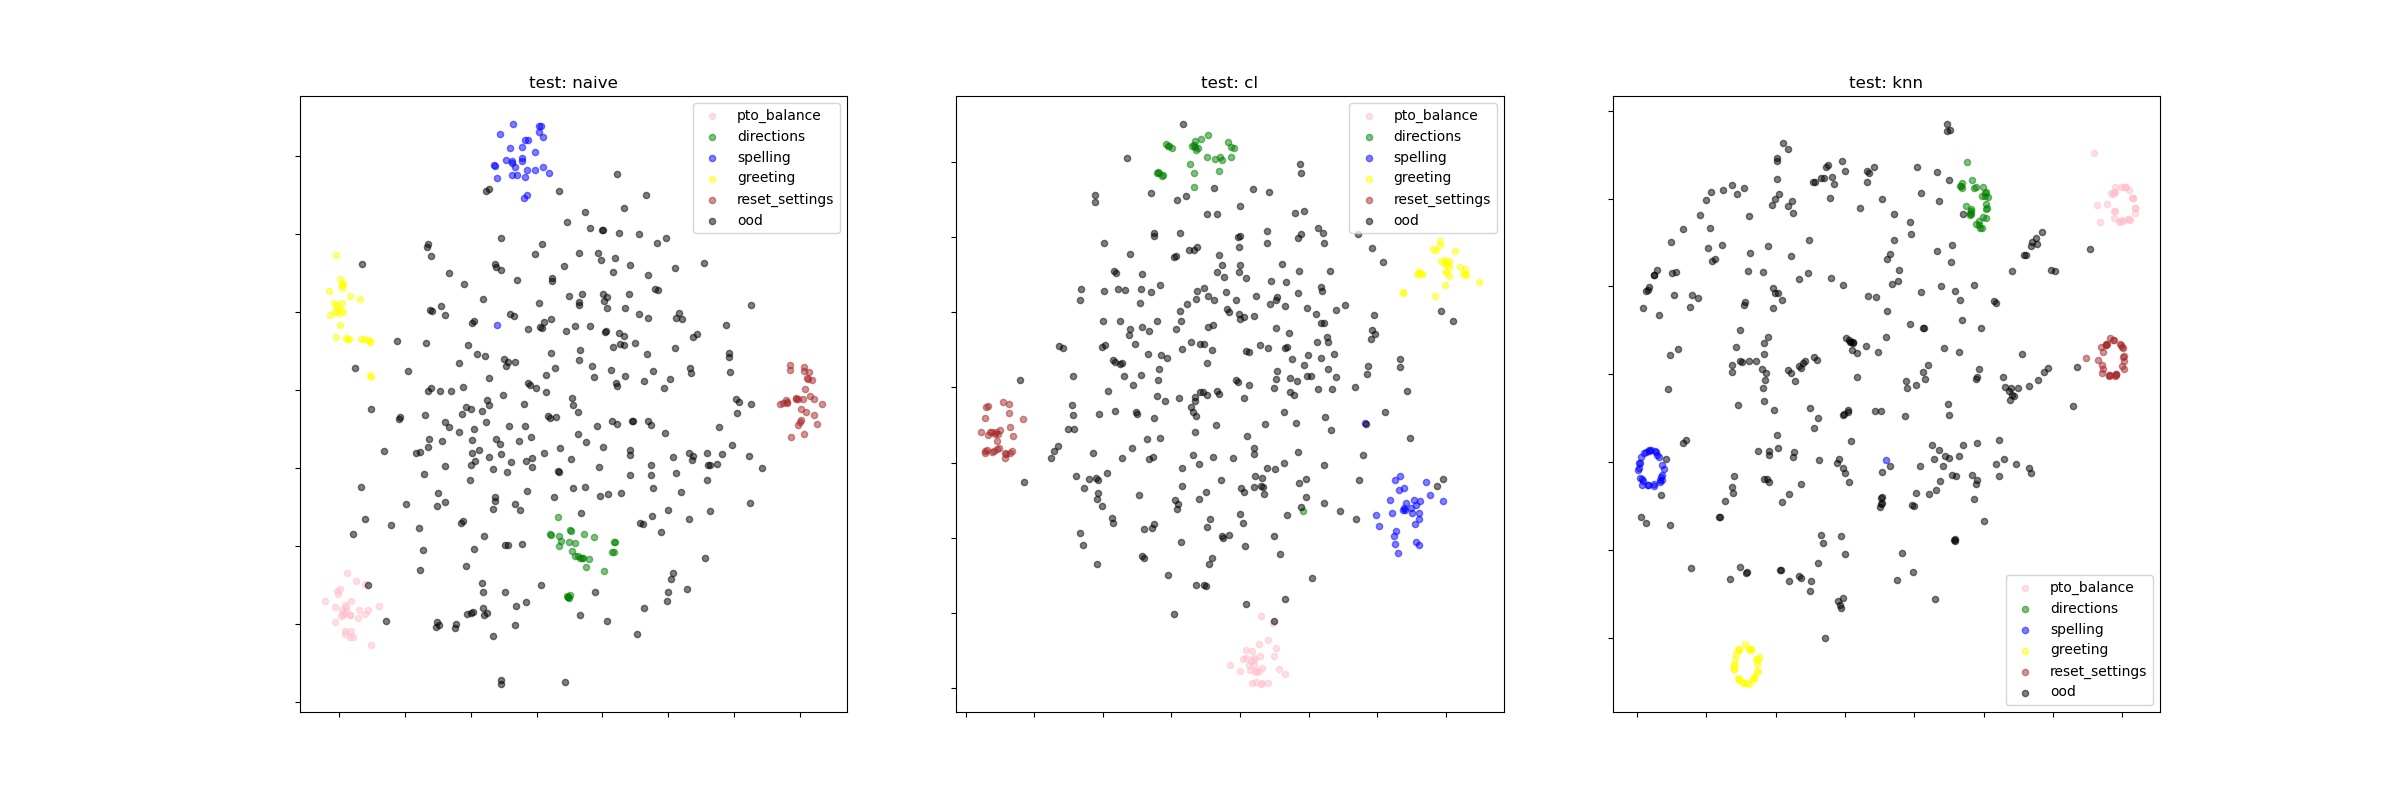 test: naive
pto_balance
directions
spelling
greeting
reset_settings
ood
test: cl
pto_balance
directions
spelling
greeting
reset_settings
ood
test: knn
pto_balance
directions
spelling
greeting
reset_settings
ood